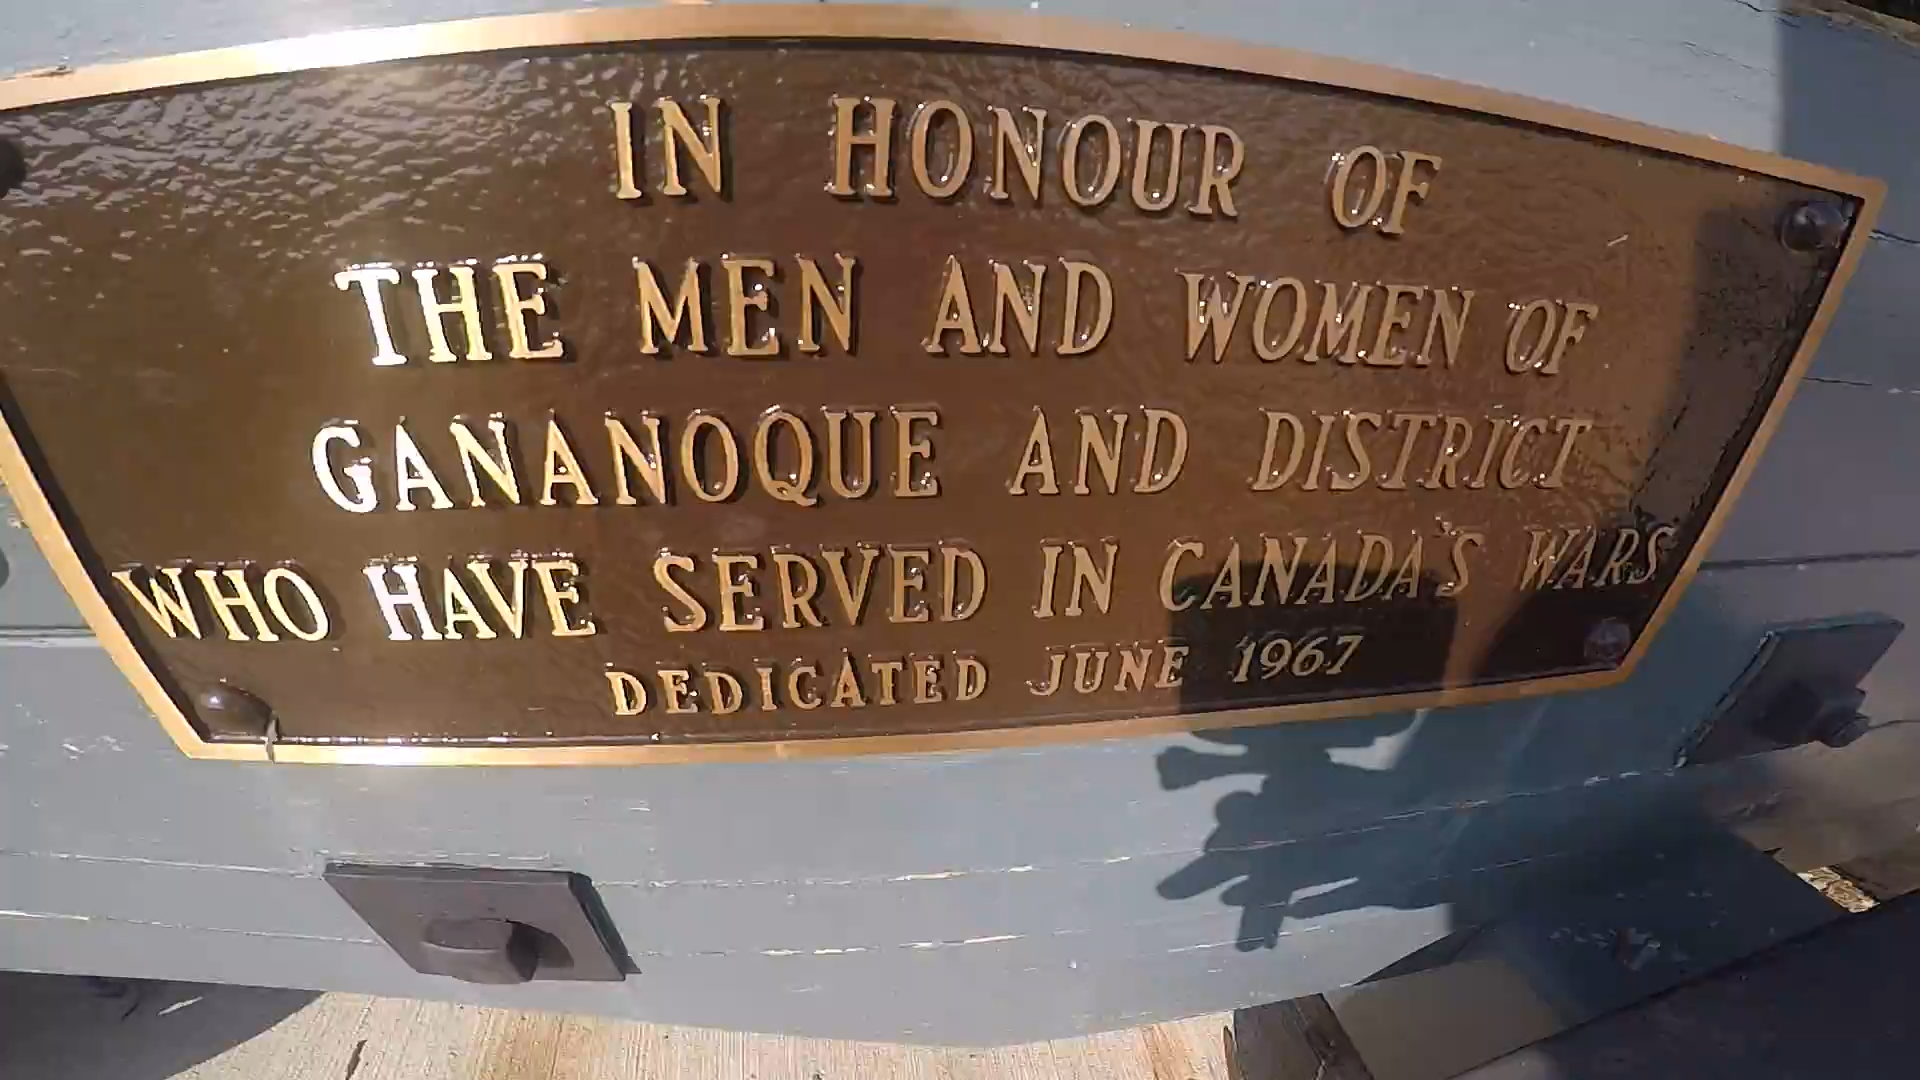 IN HONOUR OF
THE MEN AND WOMEN OF
GANANOQUE AND DISTRICT
WHO HAVE SERVED IN CANADA'S WARS
DEDICATED JUNE 1967